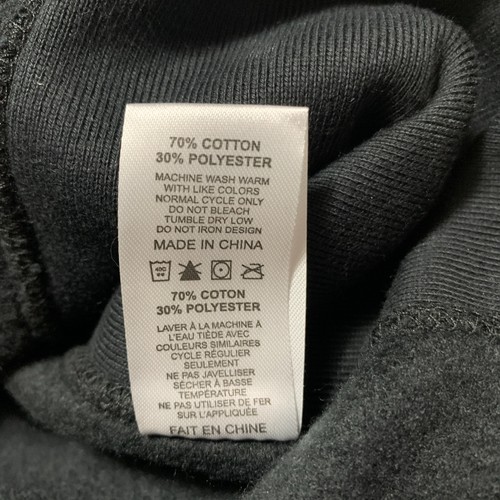 70% COTTON
30% POLYESTER
MACHINE WASH WARM
WITH LIKE COLORS
NORMAL CYCLE ONLY
DO NOT BLEACH
TUMBLE DRY LOW
DO NOT IRON DESIGN
MADE IN CHINA
40C
70% COTON
30% POLYESTER
LAVER À LA MACHINE À
L'EAU TIÈDE AVEC
COULEURS SIMILAIRES
CYCLE RÉGULIER
SEULEMENT
NE PAS JAVELLISER
SÉCHER À BASSE
TEMPÉRATURE
NE PAS UTILISER DE FER
SUR L'APPLIQUÉE
FAIT EN CHINE